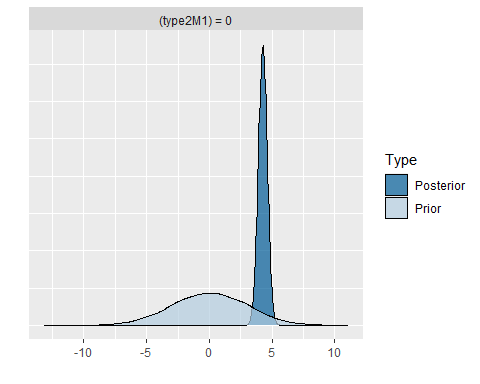 (type2M1) = 0
Type
Posterior
Prior
-10 -5 0 5 10